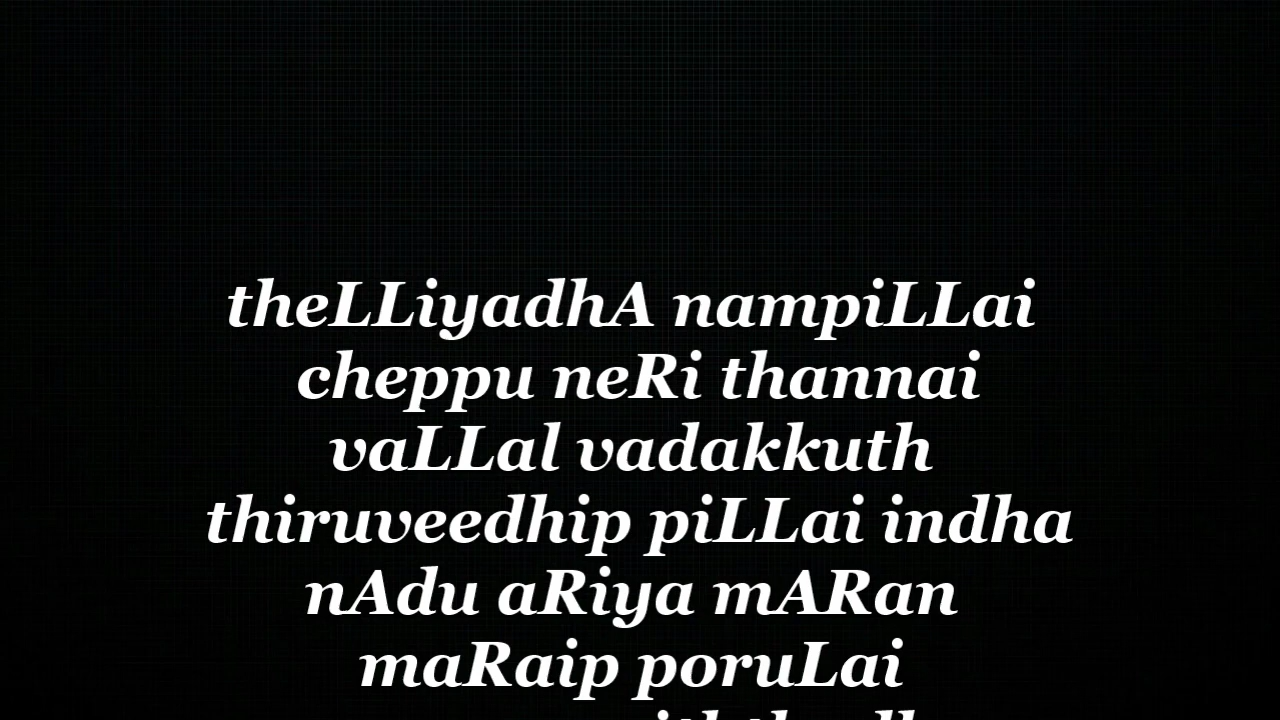 theLLiyadhA nampiLLai
cheppu neRi thannai
vaLLal vadakkuth
thiruveedhip piLLai indha
nAdu aRiya mARan
maRaip poruLai